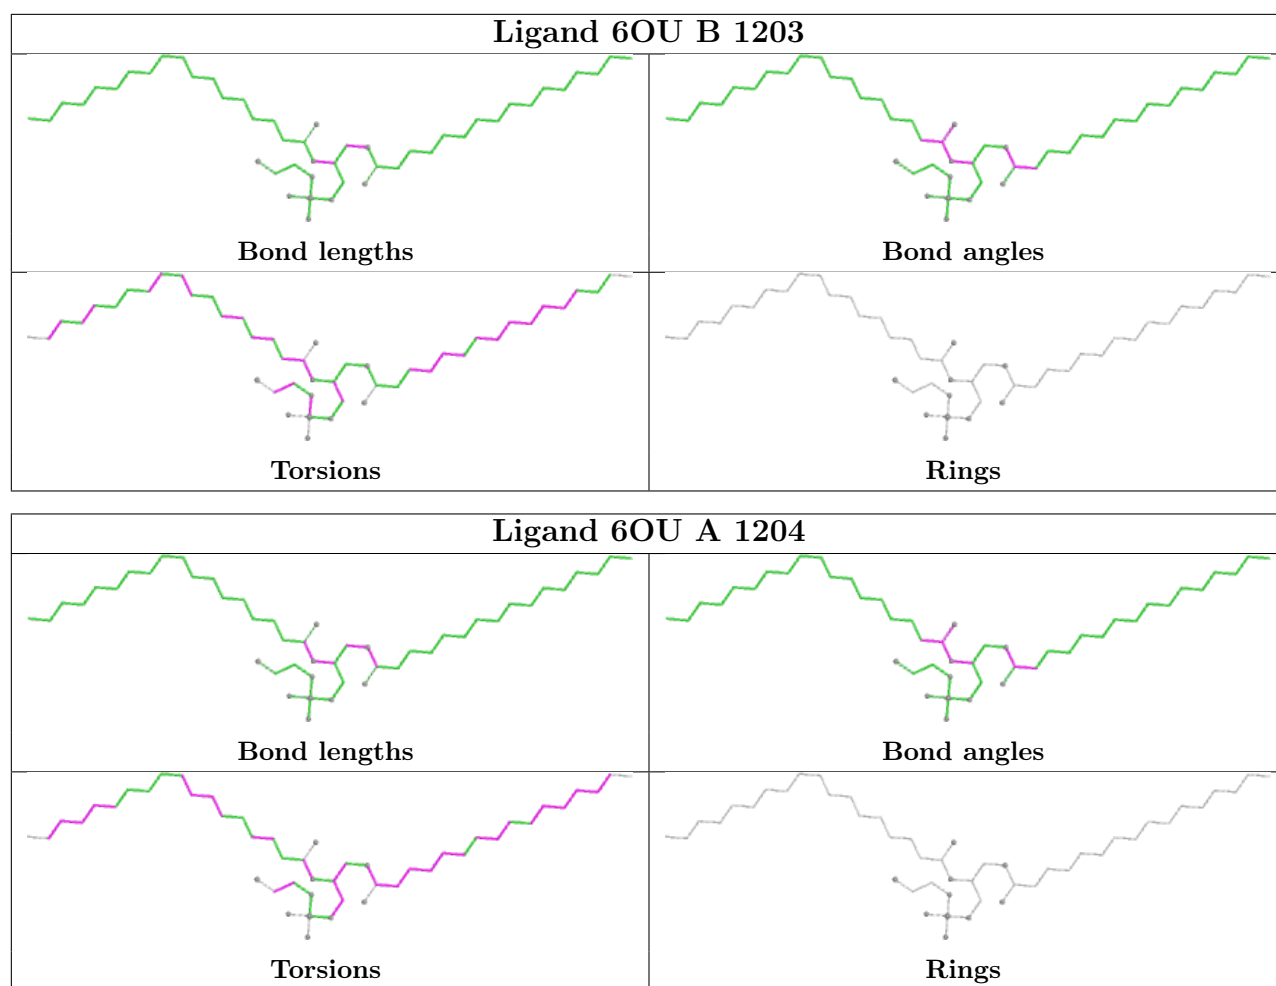 Ligand 6OU B 1203
Bond lengths
Bond angles
Torsions
Rings
Ligand 6OU A 1204
Bond lengths
Bond angles
Torsions
Rings